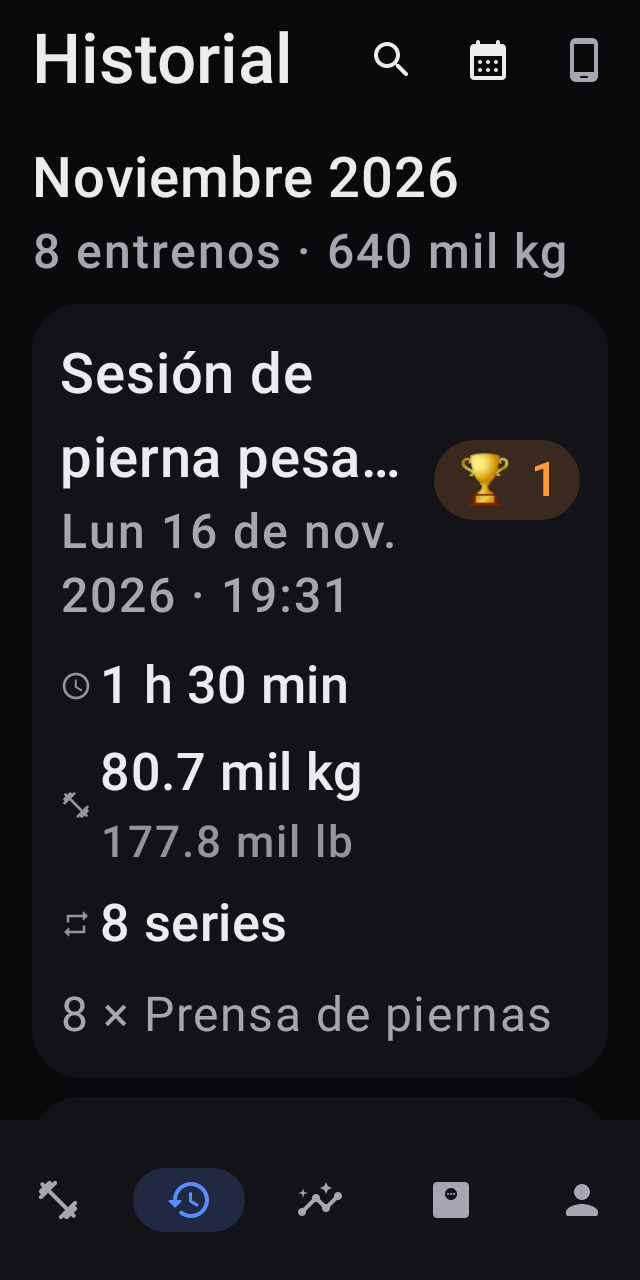 Historial
Noviembre 2026
8 entrenos · 640 mil kg
Sesión de
pierna pesa…
1
Lun 16 de nov.
2026 · 19:31
1 h 30 min
80.7 mil kg
177.8 mil lb
8 series
8 × Prensa de piernas